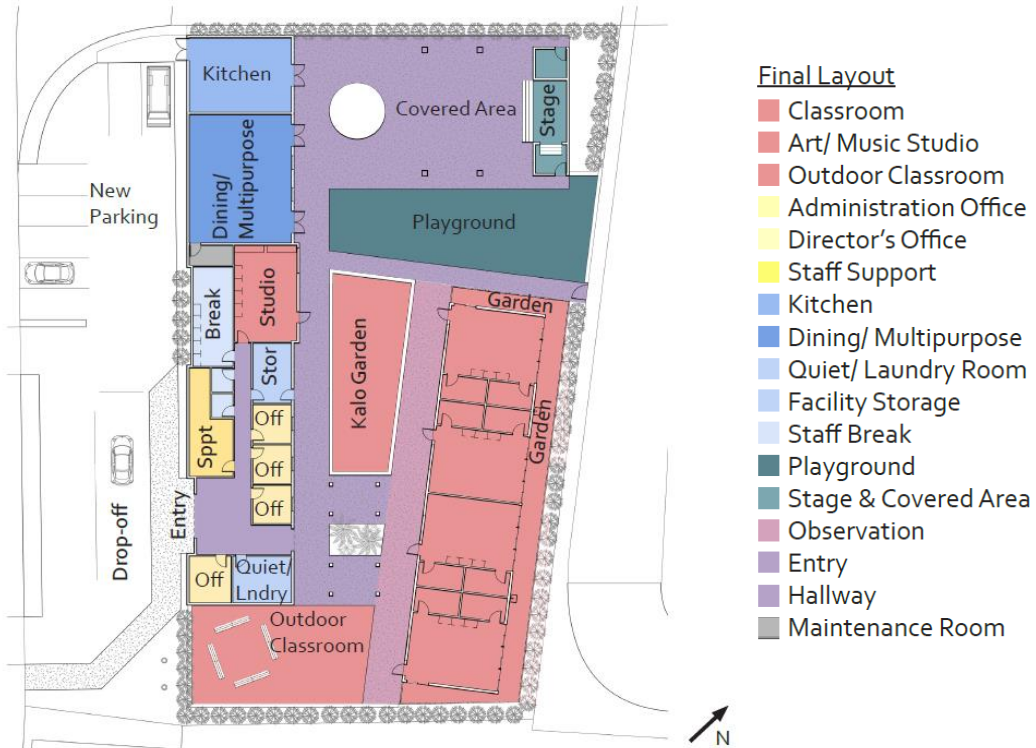 Kitchen
Covered Area
Stage
New
Parking
Dining/
Multipurpose
Playground
Break
Studio
Garden
Stor
Kalo Garden
Garden
Sppt
Off
Off
Off
Drop-off
Entry
Off
Quiet/
Lndry
Outdoor
Classroom
N
Final Layout
Classroom
Art/ Music Studio
Outdoor Classroom
Administration Office
Director's Office
Staff Support
Kitchen
Dining/ Multipurpose
Quiet/ Laundry Room
Facility Storage
Staff Break
Playground
Stage & Covered Area
Observation
Entry
Hallway
Maintenance Room